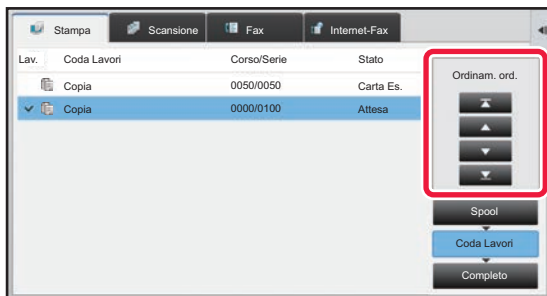 Stampa Scansione Fax Internet-Fax
Lav. Coda Lavori Corso/Serie Stato
Copia 0050/0050 Carta Es.
Copia 0000/0100 Attesa
Ordinam. ord.
Spool
Coda Lavori
Completo